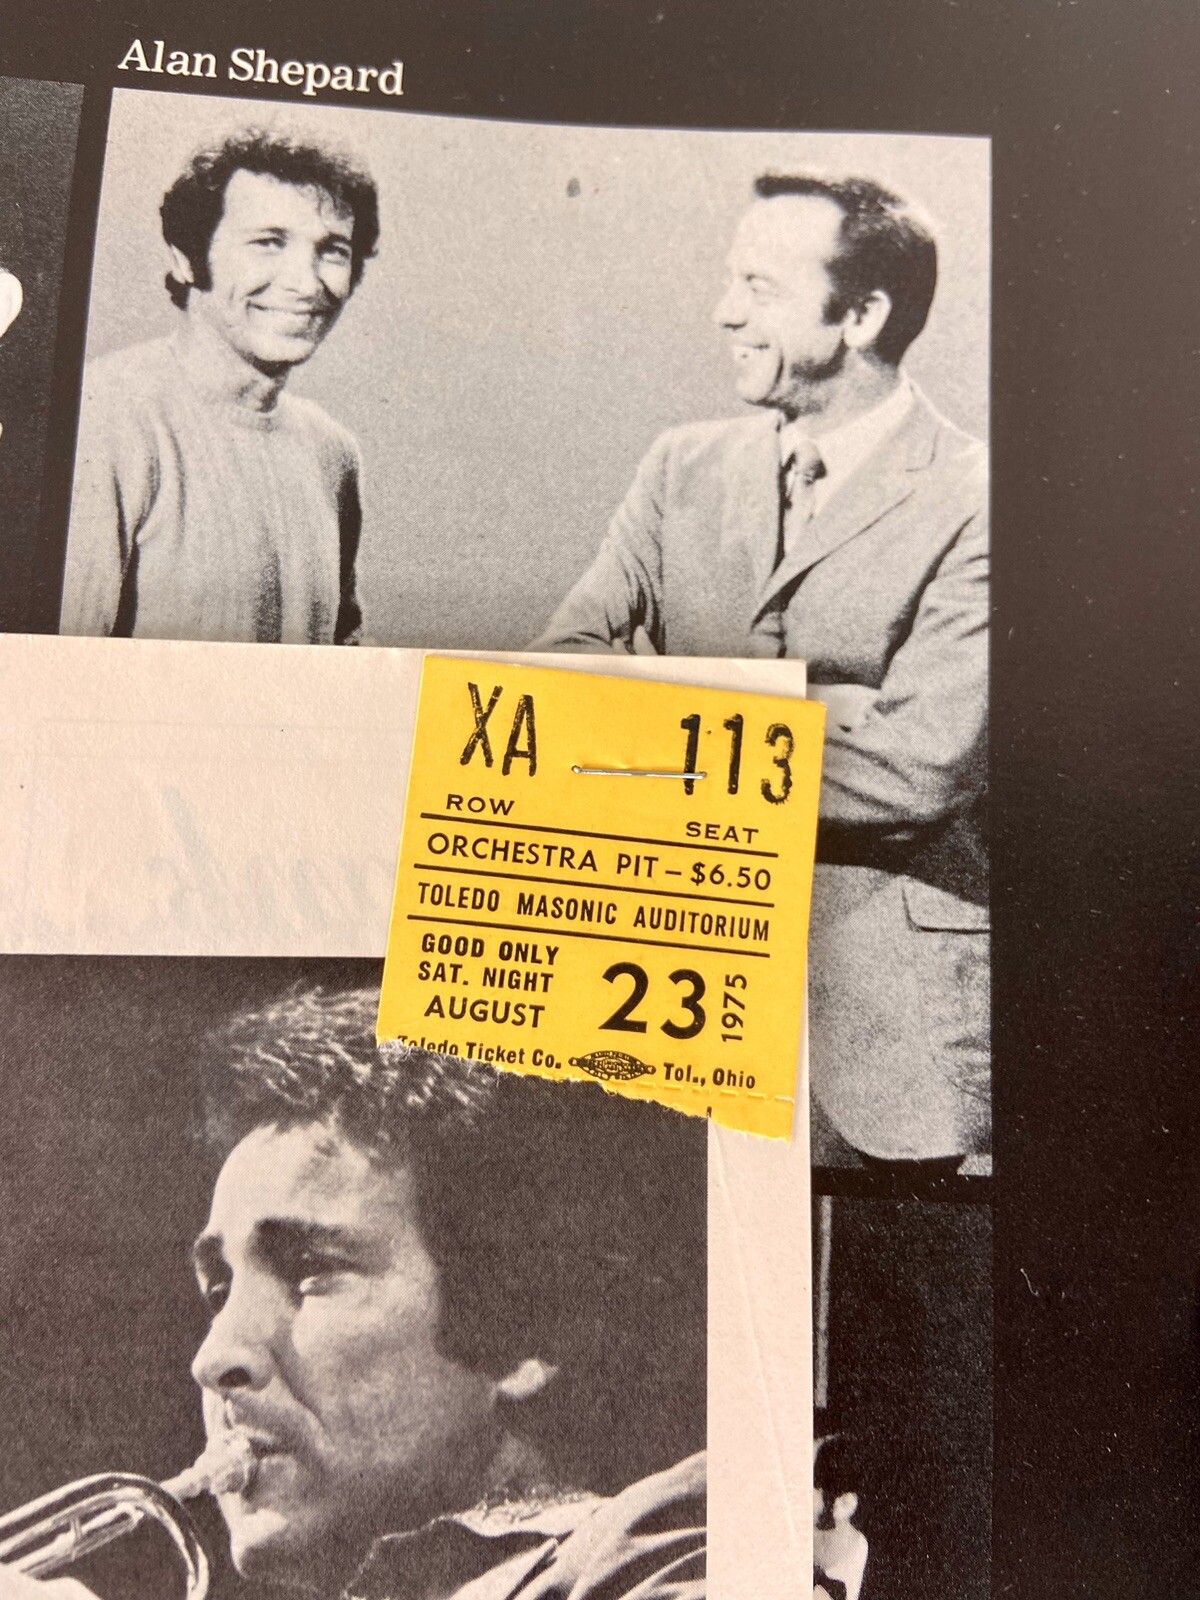 Alan Shepard
XA 113
ROW SEAT
ORCHESTRA PIT – $6.50
TOLEDO MASONIC AUDITORIUM
GOOD ONLY
SAT. NIGHT
AUGUST 23 1975
Toledo Ticket Co. Tol., Ohio